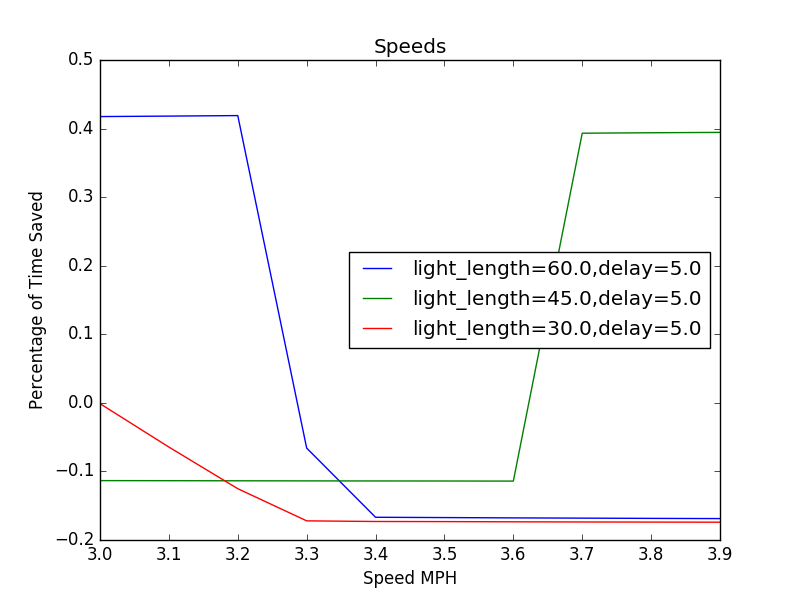 Speeds
0.5
0.4
0.3
0.2
0.1
0.0
−0.1
−0.2
Percentage of Time Saved
light_length=60.0,delay=5.0
light_length=45.0,delay=5.0
light_length=30.0,delay=5.0
3.0 3.1 3.2 3.3 3.4 3.5 3.6 3.7 3.8 3.9
Speed MPH